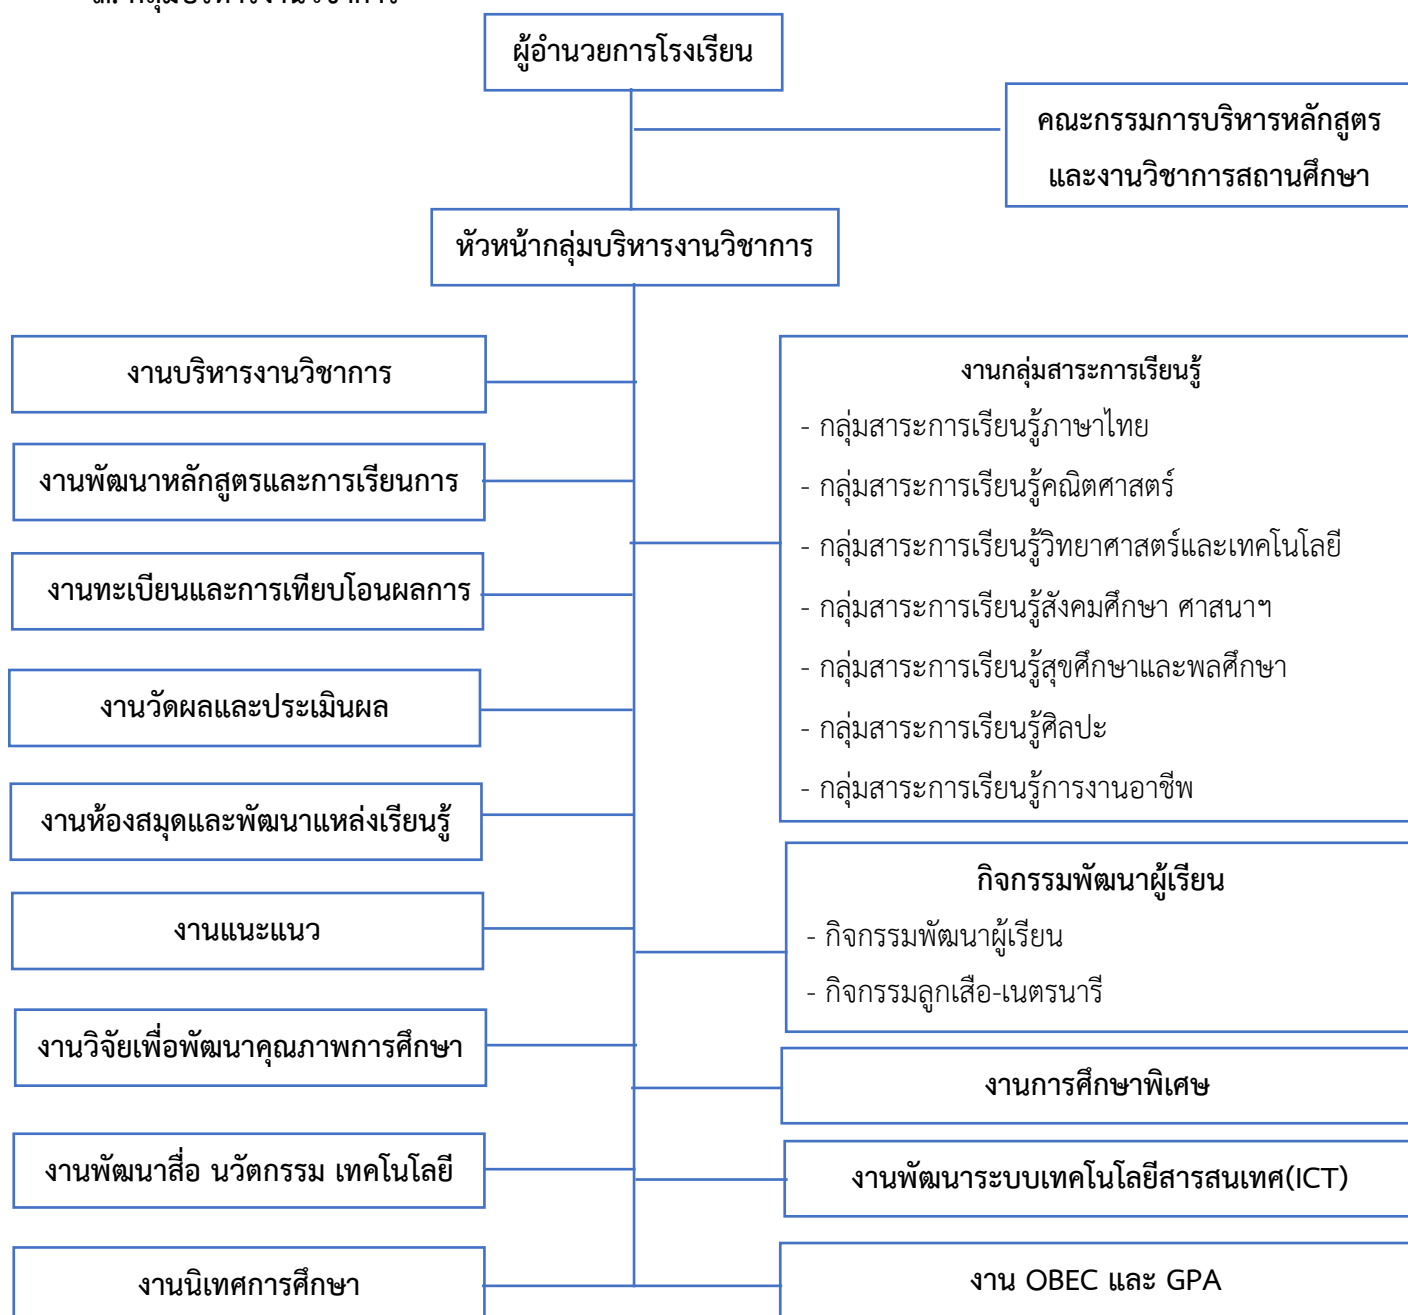 กลุ่มบริหารงานวิชาการ
ผู้อำนวยการโรงเรียน
คณะกรรมการบริหารหลักสูตร
และงานวิชาการสถานศึกษา
หัวหน้ากลุ่มบริหารงานวิชาการ
งานบริหารงานวิชาการ
งานพัฒนาหลักสูตรและการเรียนการ
งานทะเบียนและการเทียบโอนผลการ
งานวัดผลและประเมินผล
งานห้องสมุดและพัฒนาแหล่งเรียนรู้
งานแนะแนว
งานวิจัยเพื่อพัฒนาคุณภาพการศึกษา
งานพัฒนาสื่อ นวัตกรรม เทคโนโลยี
งานนิเทศการศึกษา
งานกลุ่มสาระการเรียนรู้
- กลุ่มสาระการเรียนรู้ภาษาไทย
- กลุ่มสาระการเรียนรู้คณิตศาสตร์
- กลุ่มสาระการเรียนรู้วิทยาศาสตร์และเทคโนโลยี
- กลุ่มสาระการเรียนรู้สังคมศึกษา ศาสนาฯ
- กลุ่มสาระการเรียนรู้สุขศึกษาและพลศึกษา
- กลุ่มสาระการเรียนรู้ศิลปะ
- กลุ่มสาระการเรียนรู้การงานอาชีพ
กิจกรรมพัฒนาผู้เรียน
- กิจกรรมพัฒนาผู้เรียน
- กิจกรรมลูกเสือ-เนตรนารี
งานการศึกษาพิเศษ
งานพัฒนาระบบเทคโนโลยีสารสนเทศ(ICT)
งาน OBEC และ GPA